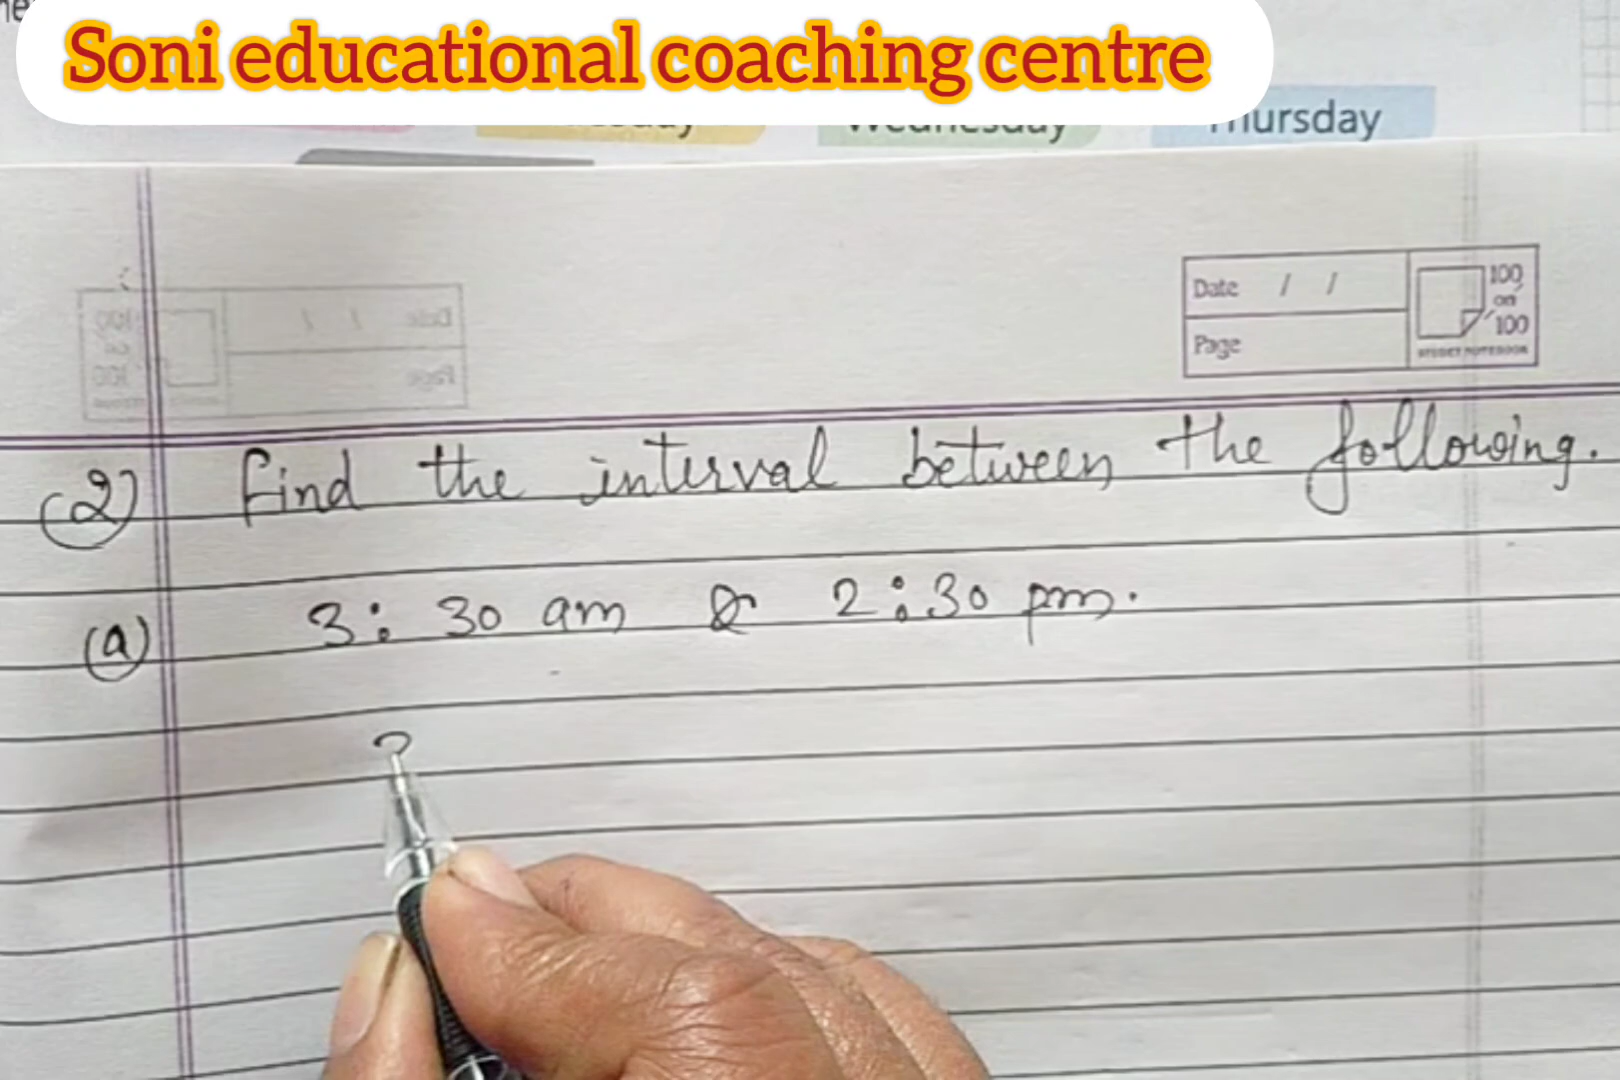 Soni educational coaching centre
Wednesday
Thursday
Date / /
Page
100
on
100
(2) Find the interval between the following.
(a) 3:30 am & 2:30 pm.